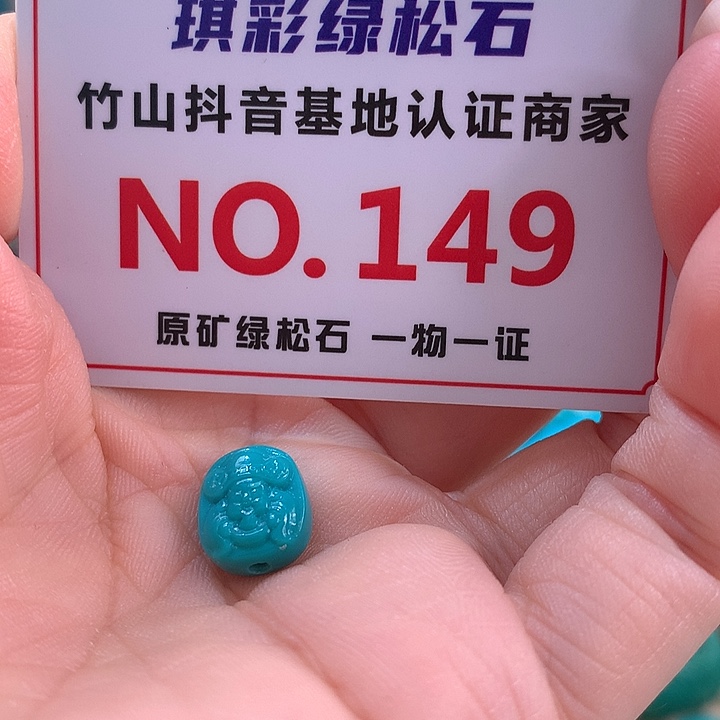 琪彩绿松石
竹山抖音基地认证商家
NO.149
原矿绿松石 一物一证